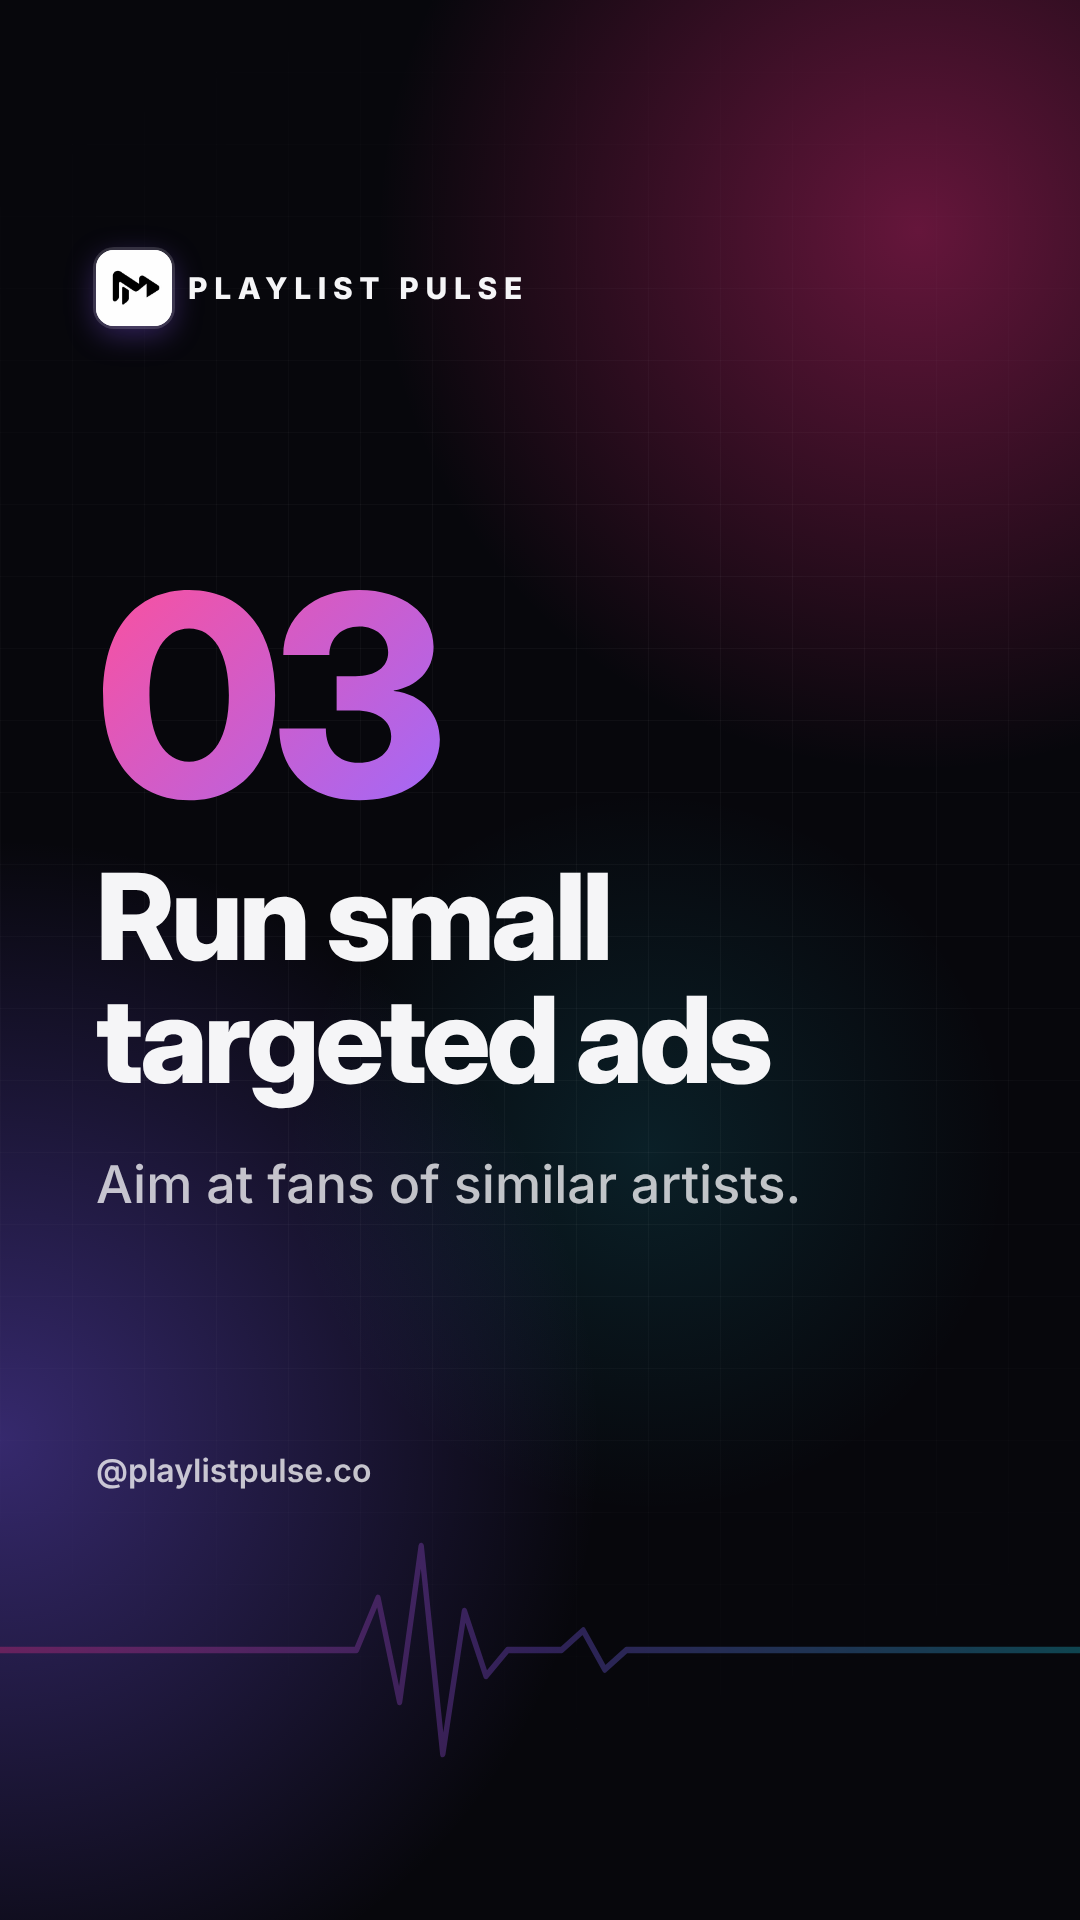 PLAYLIST PULSE
03
Run small
targeted ads
Aim at fans of similar artists.
@playlistpulse.co